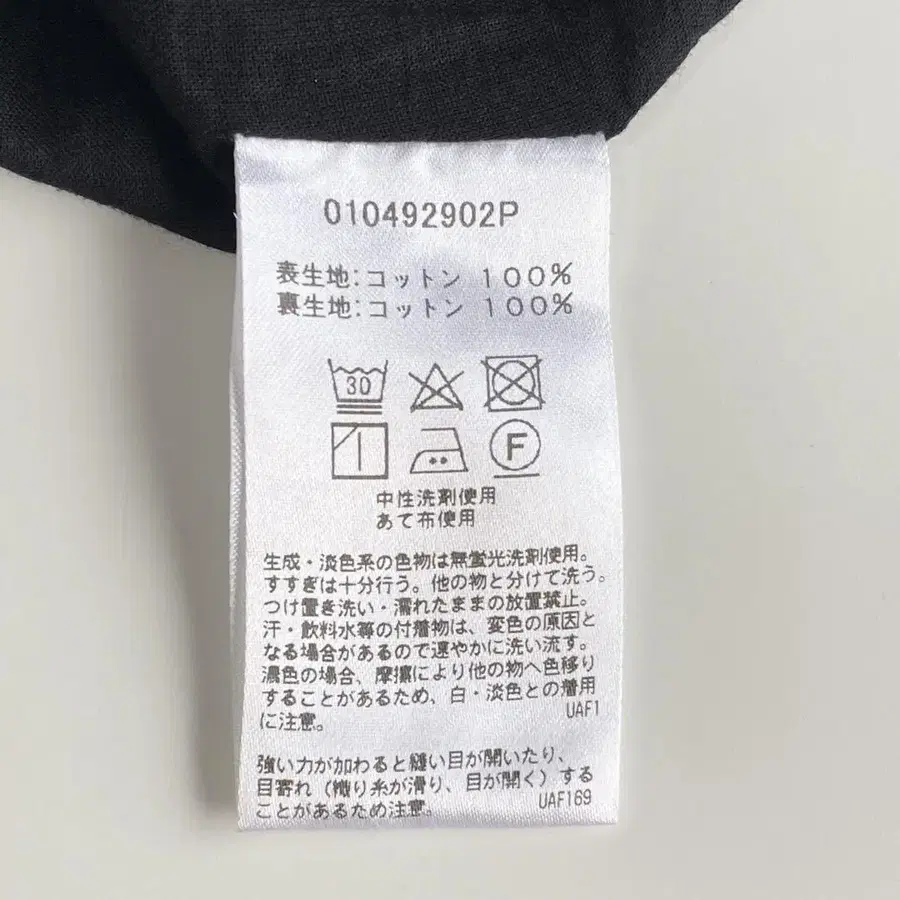 010492902P
表生地:コットン 100%
裏生地:コットン 100%
30
F
中性洗剤使用
あて布使用
生成・淡色系の色物は無蛍光洗剤使用。
すすぎは十分行う。他の物と分けて洗う。
つけ置き洗い・濡れたままの放置禁止。
汗・飲料水等の付着物は、変色の原因と
なる場合があるので速やかに洗い流す。
濃色の場合、摩擦により他の物へ色移り
することがあるため、白・淡色との着用
に注意。
UAF1
強い力が加わると縫い目が開いたり、
目寄れ(織り糸が滑り、目が開く)する
ことがあるため注意。
UAF169